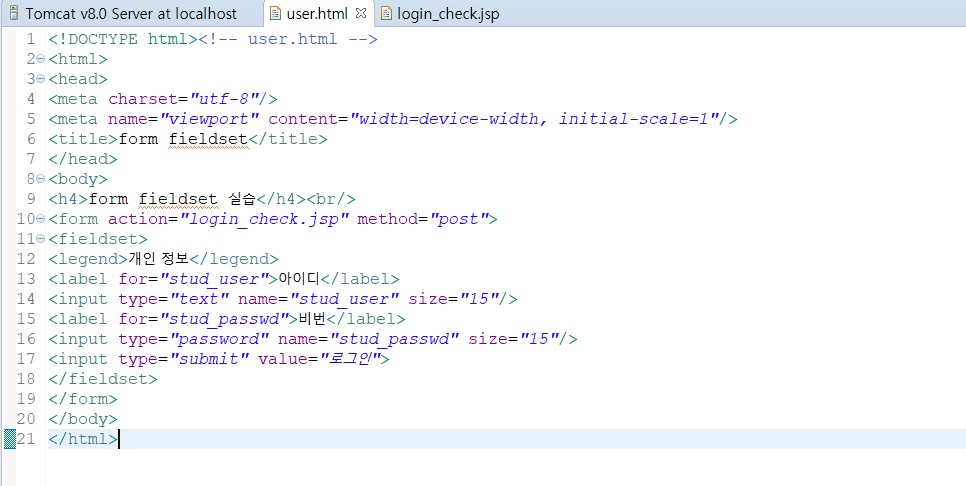 Tomcat v8.0 Server at localhost user.html login_check.jsp
1 <!DOCTYPE html><!-- user.html -->
2 <html>
3 <head>
4 <meta charset="utf-8"/>
5 <meta name="viewport" content="width=device-width, initial-scale=1"/>
6 <title>form fieldset</title>
7 </head>
8 <body>
9 <h4>form fieldset 실습</h4><br/>
10 <form action="login_check.jsp" method="post">
11 <fieldset>
12 <legend>개인 정보</legend>
13 <label for="stud_user">아이디</label>
14 <input type="text" name="stud_user" size="15"/>
15 <label for="stud_passwd">비번</label>
16 <input type="password" name="stud_passwd" size="15"/>
17 <input type="submit" value="로그인">
18 </fieldset>
19 </form>
20 </body>
21 </html>